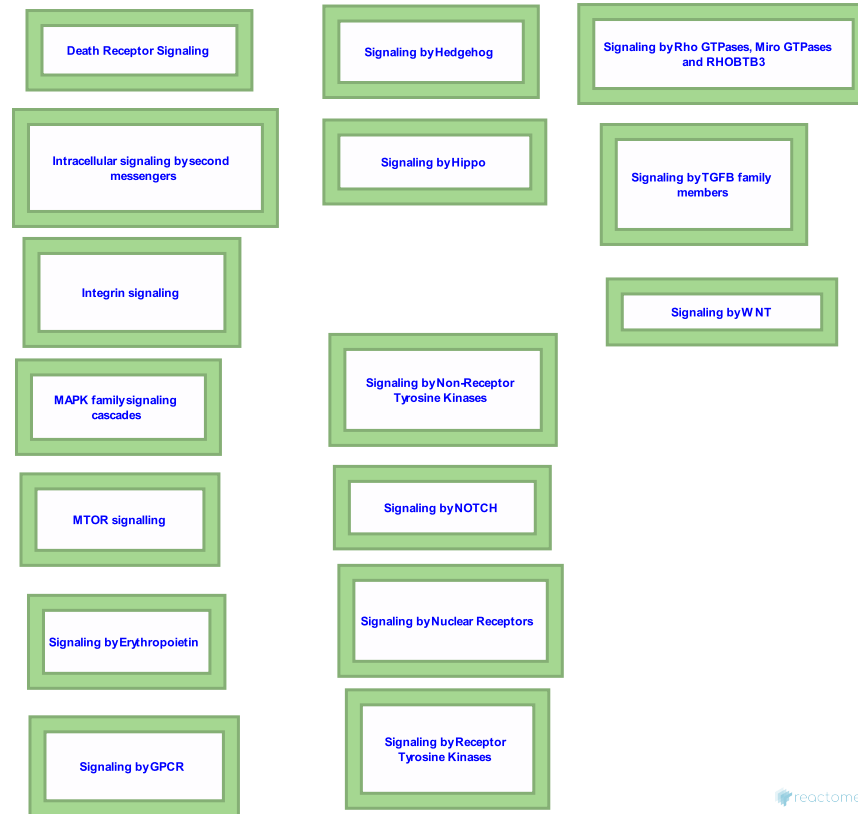 Death Receptor Signaling
Intracellular signaling by second
messengers
Integrin signaling
MAPK family signaling
cascades
MTOR signalling
Signaling by Erythropoietin
Signaling by GPCR
Signaling by Hedgehog
Signaling by Hippo
Signaling by Non-Receptor
Tyrosine Kinases
Signaling by NOTCH
Signaling by Nuclear Receptors
Signaling by Receptor
Tyrosine Kinases
Signaling by Rho GTPases, Miro GTPases
and RHOBTB3
Signaling by TGFB family
members
Signaling by WNT
reactome